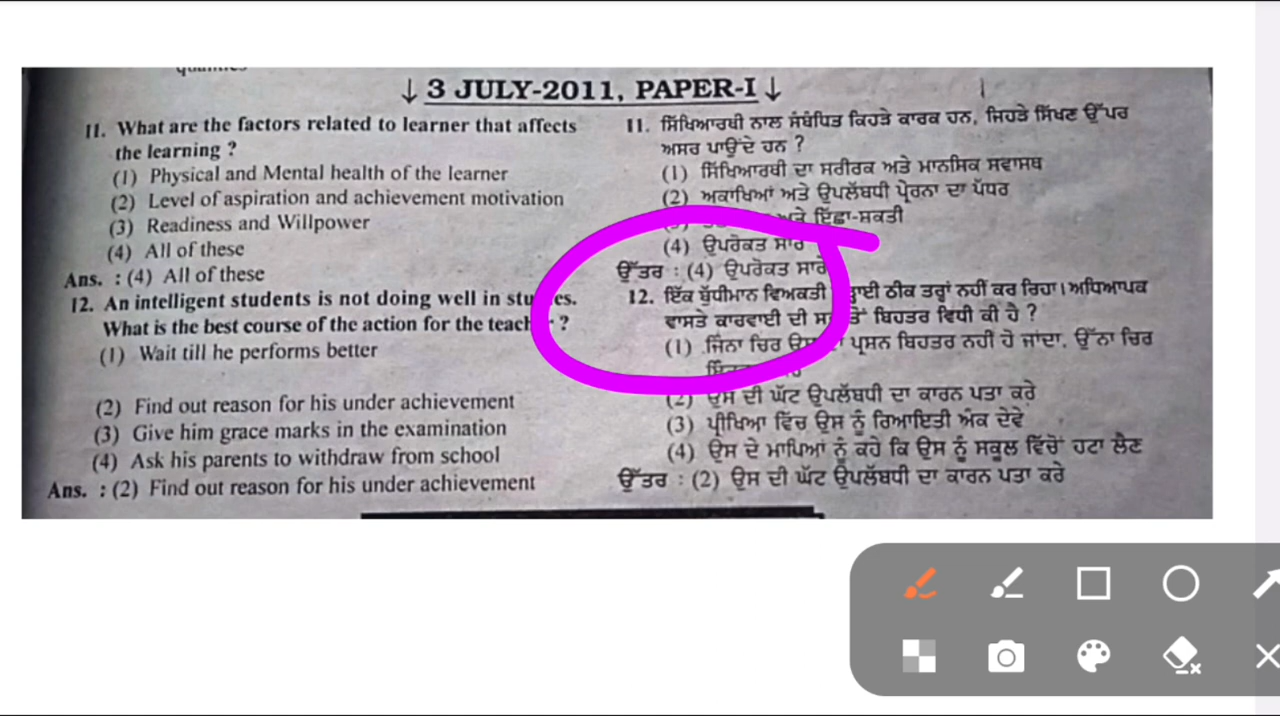 ↓ 3 JULY-2011, PAPER-I ↓
11. What are the factors related to learner that affects
the learning ?
(1) Physical and Mental health of the learner
(2) Level of aspiration and achievement motivation
(3) Readiness and Willpower
(4) All of these
Ans. : (4) All of these
12. An intelligent students is not doing well in
What is the best course of the action for the ?
(1) Wait till he performs better
(2) Find out reason for his under achievement
(3) Give him grace marks in the examination
(4) Ask his parents to withdraw from school
Ans. : (2) Find out reason for his under achievement
11. ਸਿੱਖਿਆਰਥੀ ਨਾਲ ਸੰਬੰਧਿਤ ਕਿਹੜੇ ਕਾਰਕ ਹਨ, ਜਿਹੜੇ ਸਿੱਖਣ ਉੱਪਰ
ਅਸਰ ਪਾਉਂਦੇ ਹਨ ?
(1) ਸਿੱਖਿਆਰਥੀ ਦਾ ਸਰੀਰਕ ਅਤੇ ਮਾਨਸਿਕ ਸਵਾਸਥ
(2) ਅਕਾਂਖਿਆਂ ਅਤੇ ਉਪਲੱਬਧੀ ਪ੍ਰੇਰਨਾ ਦਾ ਪੱਧਰ
ਅਤੇ ਇੱਛਾ-ਸ਼ਕਤੀ
(4) ਉਪਰੋਕਤ ਸਾਰੇ
ਉੱਤਰ : (4) ਉਪਰੋਕਤ ਸਾਰੇ
12. ਇੱਕ ਬੁੱਧੀਮਾਨ ਵਿਅਕਤੀ ਠੀਕ ਤਰ੍ਹਾਂ ਨਹੀਂ ਕਰ ਰਿਹਾ। ਅਧਿਆਪਕ
ਵਾਸਤੇ ਕਾਰਵਾਈ ਦੀ ਬਿਹਤਰ ਵਿਧੀ ਕੀ ਹੈ ?
(1) ਜਿੰਨਾ ਚਿਰ ਪ੍ਰਸ਼ਨ ਬਿਹਤਰ ਨਹੀਂ ਹੋ ਜਾਂਦਾ, ਉੱਨਾ ਚਿਰ
(2) ਉਸ ਦੀ ਘੱਟ ਉਪਲੱਬਧੀ ਦਾ ਕਾਰਨ ਪਤਾ ਕਰੇ
(3) ਪ੍ਰੀਖਿਆ ਵਿੱਚ ਉਸ ਨੂੰ ਰਿਆਇਤੀ ਅੰਕ ਦੇਵੇ
(4) ਉਸ ਦੇ ਮਾਪਿਆਂ ਨੂੰ ਕਹੇ ਕਿ ਉਸ ਨੂੰ ਸਕੂਲ ਵਿੱਚੋਂ ਹਟਾ ਲੈਣ
ਉੱਤਰ : (2) ਉਸ ਦੀ ਘੱਟ ਉਪਲੱਬਧੀ ਦਾ ਕਾਰਨ ਪਤਾ ਕਰੇ